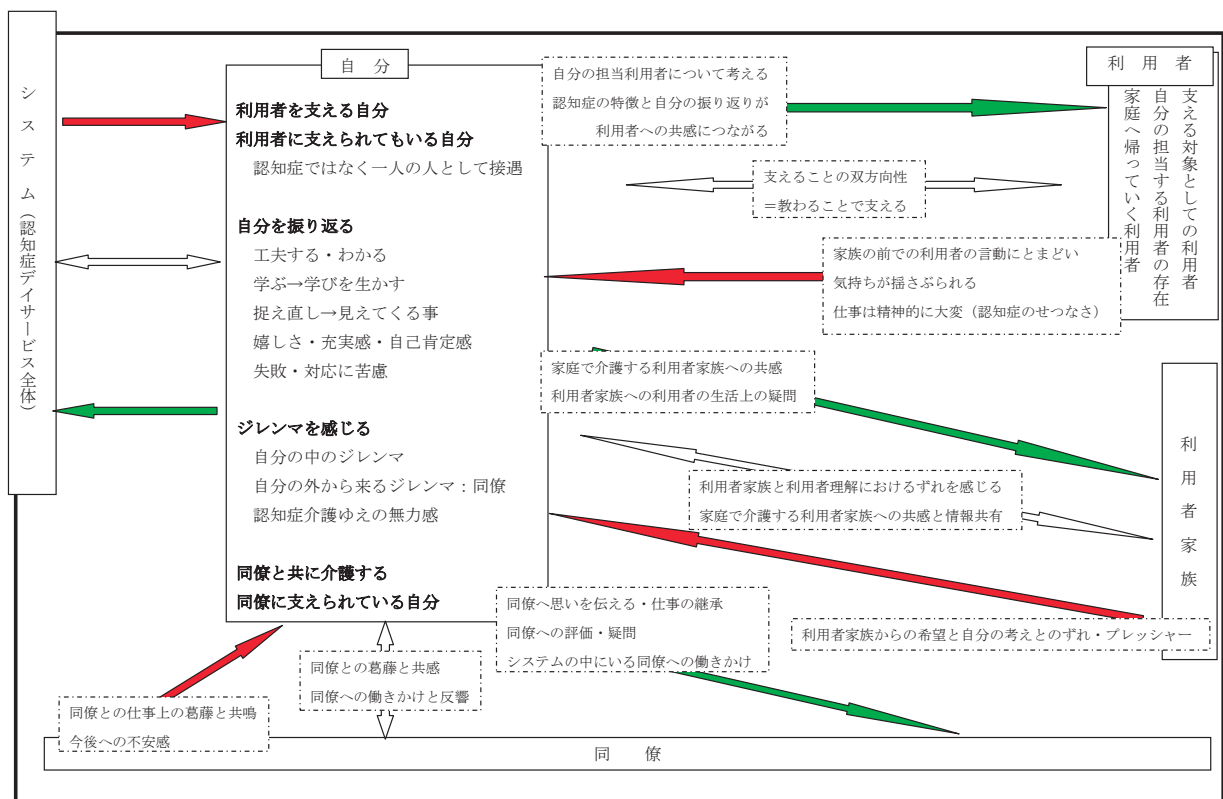 システム（認知症デイサービス全体）
自　分
利用者を支える自分
利用者に支えられてもいる自分
認知症ではなく一人の人として接遇
自分を振り返る
工夫する・わかる
学ぶ→学びを生かす
捉え直し→見えてくる事
嬉しさ・充実感・自己肯定感
失敗・対応に苦慮
ジレンマを感じる
自分の中のジレンマ
自分の外から来るジレンマ：同僚
認知症介護ゆえの無力感
同僚と共に介護する
同僚に支えられている自分
自分の担当利用者について考える
認知症の特徴と自分の振り返りが
利用者への共感につながる
支えることの双方向性
＝教わることで支える
家族の前での利用者の言動にとまどい
気持ちが揺さぶられる
仕事は精神的に大変（認知症のせつなさ）
利　用　者
支える対象としての利用者
自分の担当する利用者の存在
家庭へ帰っていく利用者
家庭で介護する利用者家族への共感
利用者家族への利用者の生活上の疑問
利用者家族と利用者理解におけるずれを感じる
家庭で介護する利用者家族への共感と情報共有
利用者家族からの希望と自分の考えとのずれ・プレッシャー
利用者家族
同僚へ思いを伝える・仕事の継承
同僚への評価・疑問
システムの中にいる同僚への働きかけ
同僚との葛藤と共感
同僚への働きかけと反響
同僚との仕事上の葛藤と共鳴
今後への不安感
同　僚